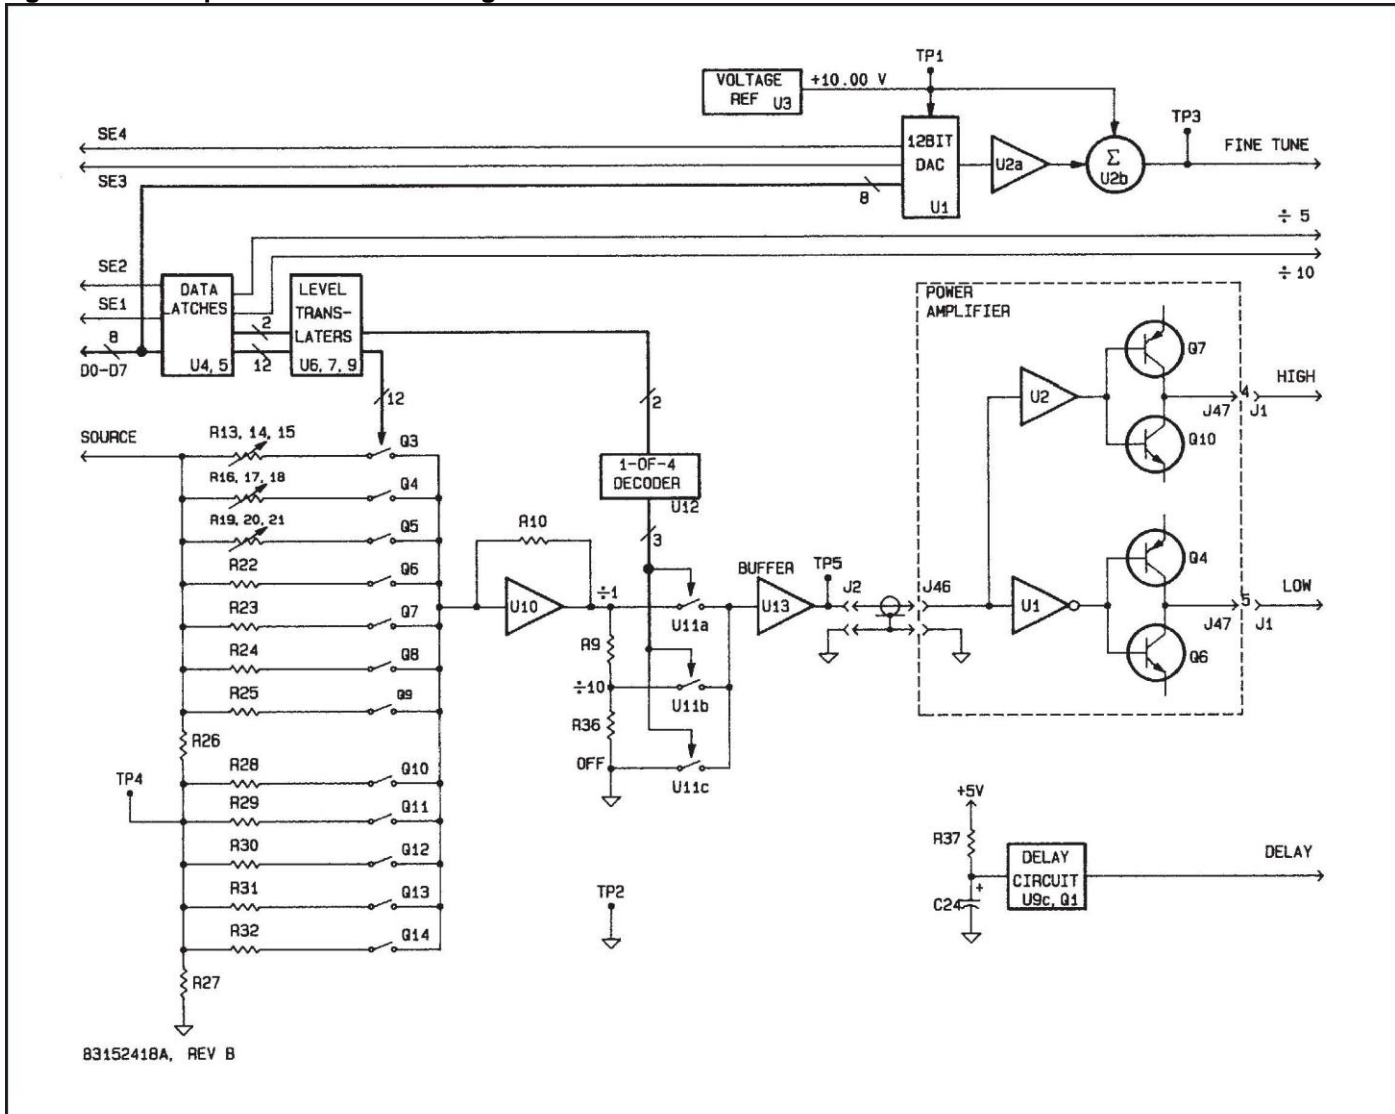 TP1
VOLTAGE
REF U3
+10.00 V
TP3
SE4
12BIT
DAC
U1
U2a
Σ
U2b
FINE TUNE
SE3
8
÷ 5
SE2
÷ 10
DATA
LATCHES
U4, 5
LEVEL
TRANS-
LATERS
U6, 7, 9
SE1
2
8
12
D0-D7
POWER
AMPLIFIER
Q7
U2
HIGH
4
J47
J1
Q10
12
2
SOURCE
R13, 14, 15
Q3
1-OF-4
DECODER
U12
R16, 17, 18
Q4
R19, 20, 21
Q5
R10
3
Q4
R22
Q6
BUFFER
TP5
J2
J46
LOW
U10
÷1
U11a
U13
U1
5
J47
J1
R23
Q7
Q6
R24
Q8
R9
R25
Q9
÷10
U11b
R26
R36
TP4
R28
Q10
OFF
U11c
R29
Q11
+5V
R37
R30
Q12
DELAY
CIRCUIT
U9c, Q1
DELAY
R31
Q13
TP2
C24
+
R32
Q14
R27
83152418A, REV B